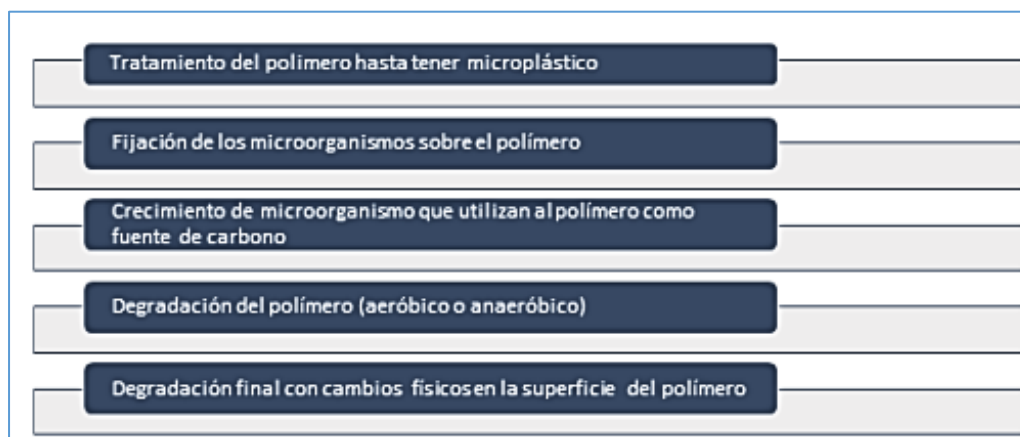 Tratamiento del polimero hasta tener microplástico
Fijación de los microorganismos sobre el polímero
Crecimiento de microorganismo que utilizan al polímero como
fuente de carbono
Degradación del polímero (aeróbico o anaeróbico)
Degradación final con cambios físicos en la superficie del polímero